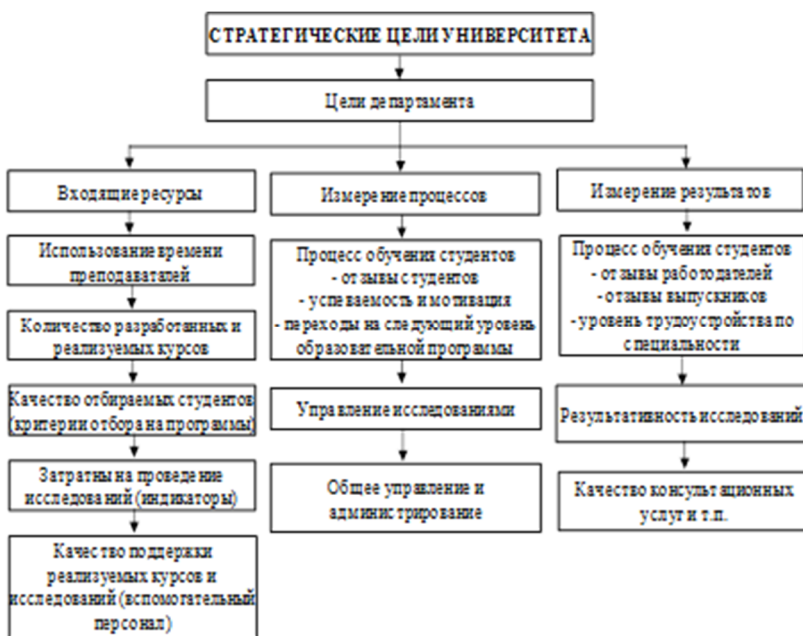 СТРАТЕГИЧЕСКИЕ ЦЕЛИ УНИВЕРСИТЕТА
Цели департамента
Входящие ресурсы
Использование времени
преподаваталей
Количество разработанных и
реализуемых курсов
Качество отбираемых студентов
(критерии отбора на программы)
Затратны на проведение
исследований (индикаторы)
Качество поддержки
реализуемых курсов и
исследований (вспомогательный
персонал)
Измерение процессов
Процесс обучения студентов
- отзывы студентов
- успеваемость и мотивация
- переходы на следующий уровень
образовательной программы
Управление исследованиями
Общее управление и
администрирование
Измерение результатов
Процесс обучения студентов
- отзывы работодателей
- отзывы выпускников
- уровень трудоустройства по
специальности
Результативность исследований
Качество консультационных
услуг и т.п.